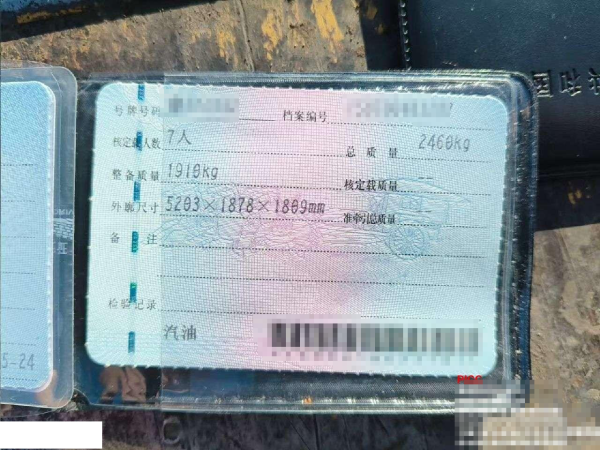 号牌号码 档案编号
核定载人数 7人 总质量 2460kg
整备质量 1910kg 核定载质量 --
外廓尺寸 5203×1878×1809mm 准牵引总质量 --
备注
检验记录
汽油
5-24